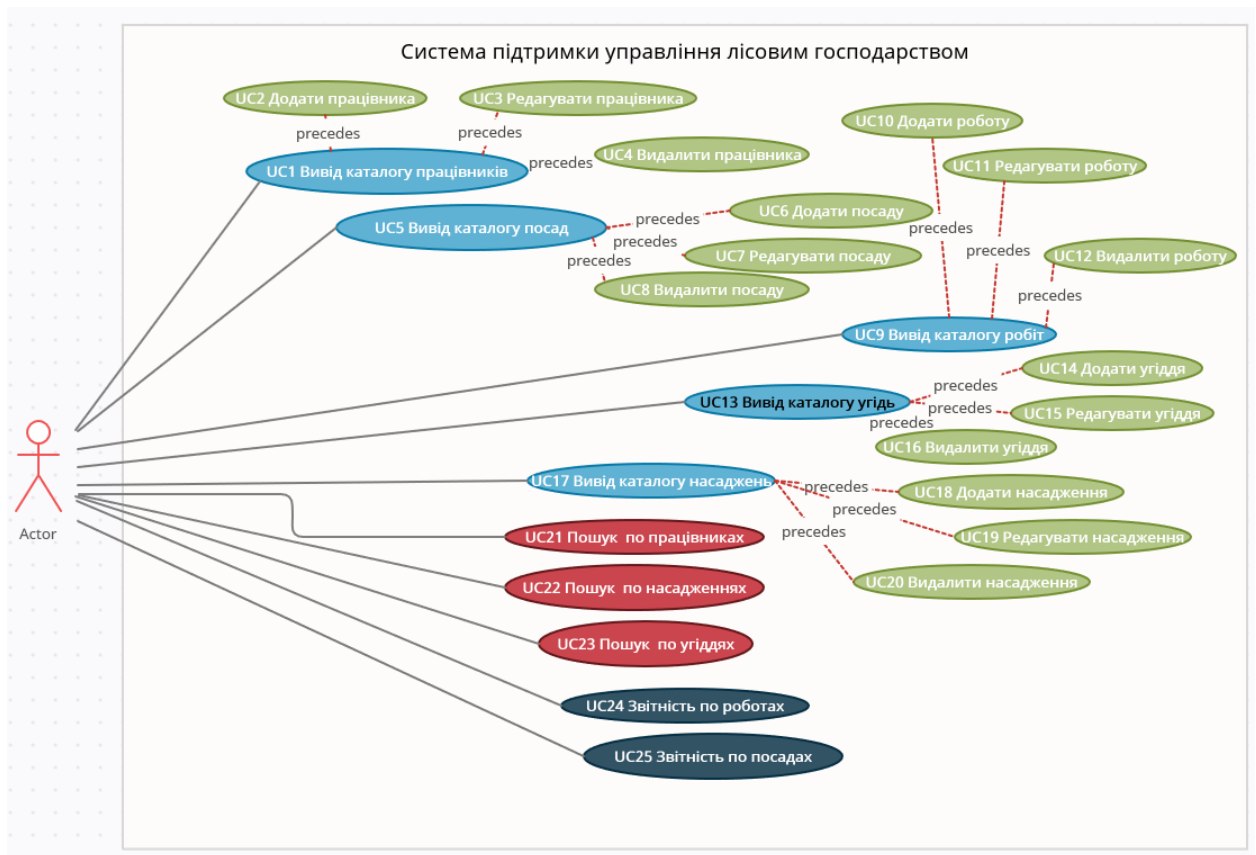 Система підтримки управління лісовим господарством
UC2 Додати працівника
UC3 Редагувати працівника
precedes
precedes
UC10 Додати роботу
UC4 Видалити працівника
precedes
UC11 Редагувати роботу
UC1 Вивід каталогу працівників
UC6 Додати посаду
precedes
UC5 Вивід каталогу посад
precedes
precedes
UC7 Редагувати посаду
precedes
precedes
UC12 Видалити роботу
UC8 Видалити посаду
precedes
UC9 Вивід каталогу робіт
UC14 Додати угіддя
precedes
UC13 Вивід каталогу угідь
precedes
UC15 Редагувати угіддя
precedes
UC16 Видалити угіддя
UC17 Вивід каталогу насаджень
precedes
UC18 Додати насадження
precedes
Actor
precedes
UC21 Пошук  по працівниках
UC19 Редагувати насадження
UC20 Видалити насадження
UC22 Пошук  по насадженнях
UC23 Пошук  по угіддях
UC24 Звітність по роботах
UC25 Звітність по посадах